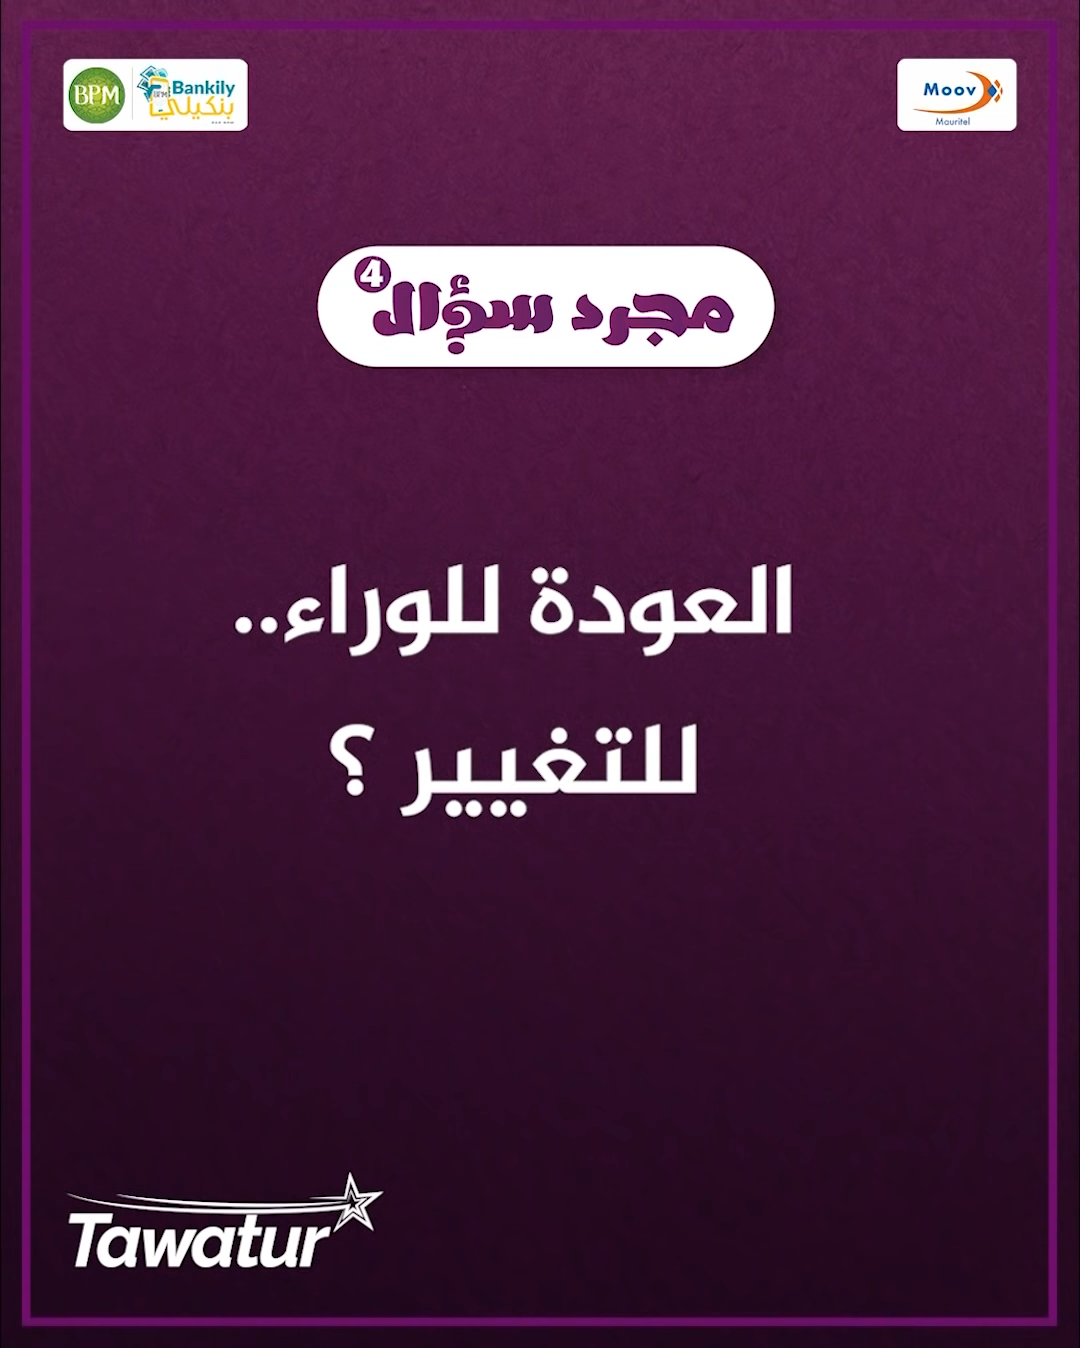 BPM
Bankily
بنكيلي
Moov
Mauritel
مجرد سؤال 4
العودة للوراء..
للتغيير ؟
Tawatur